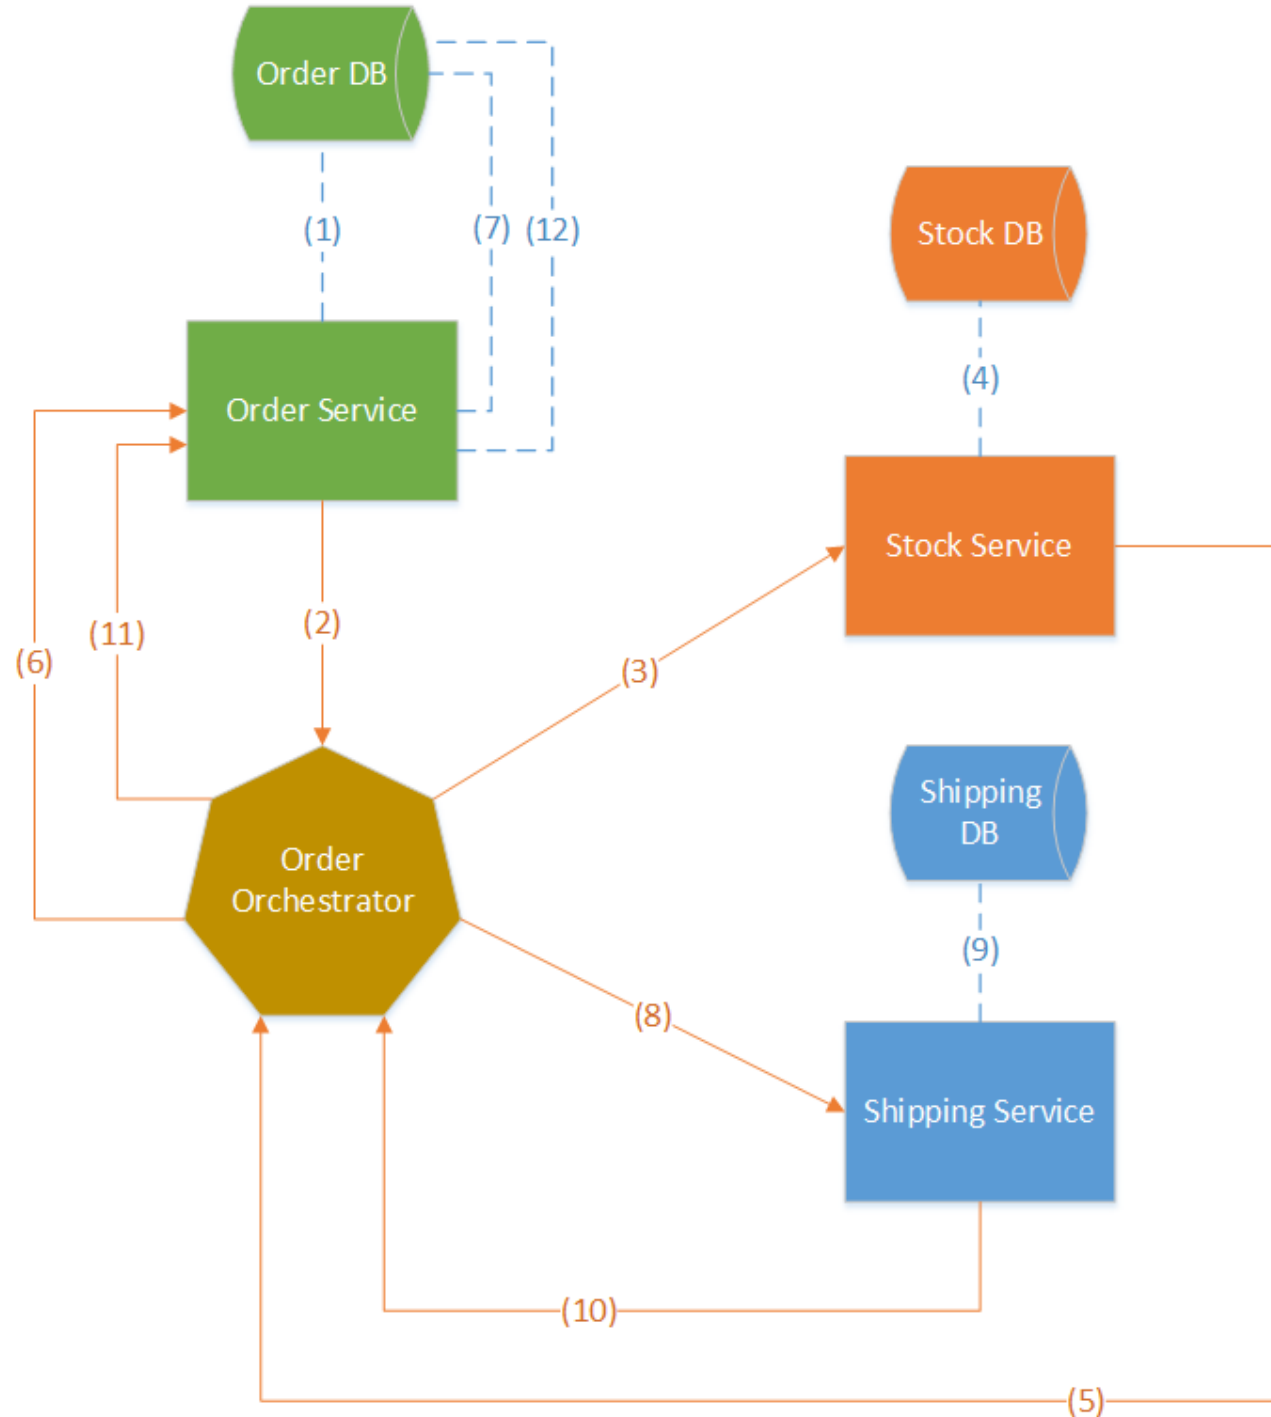 Order DB
(1)
(7)
(12)
Stock DB
(4)
Order Service
Stock Service
(2)
(11)
(6)
(3)
Shipping
DB
Order
Orchestrator
(9)
(8)
Shipping Service
(10)
(5)